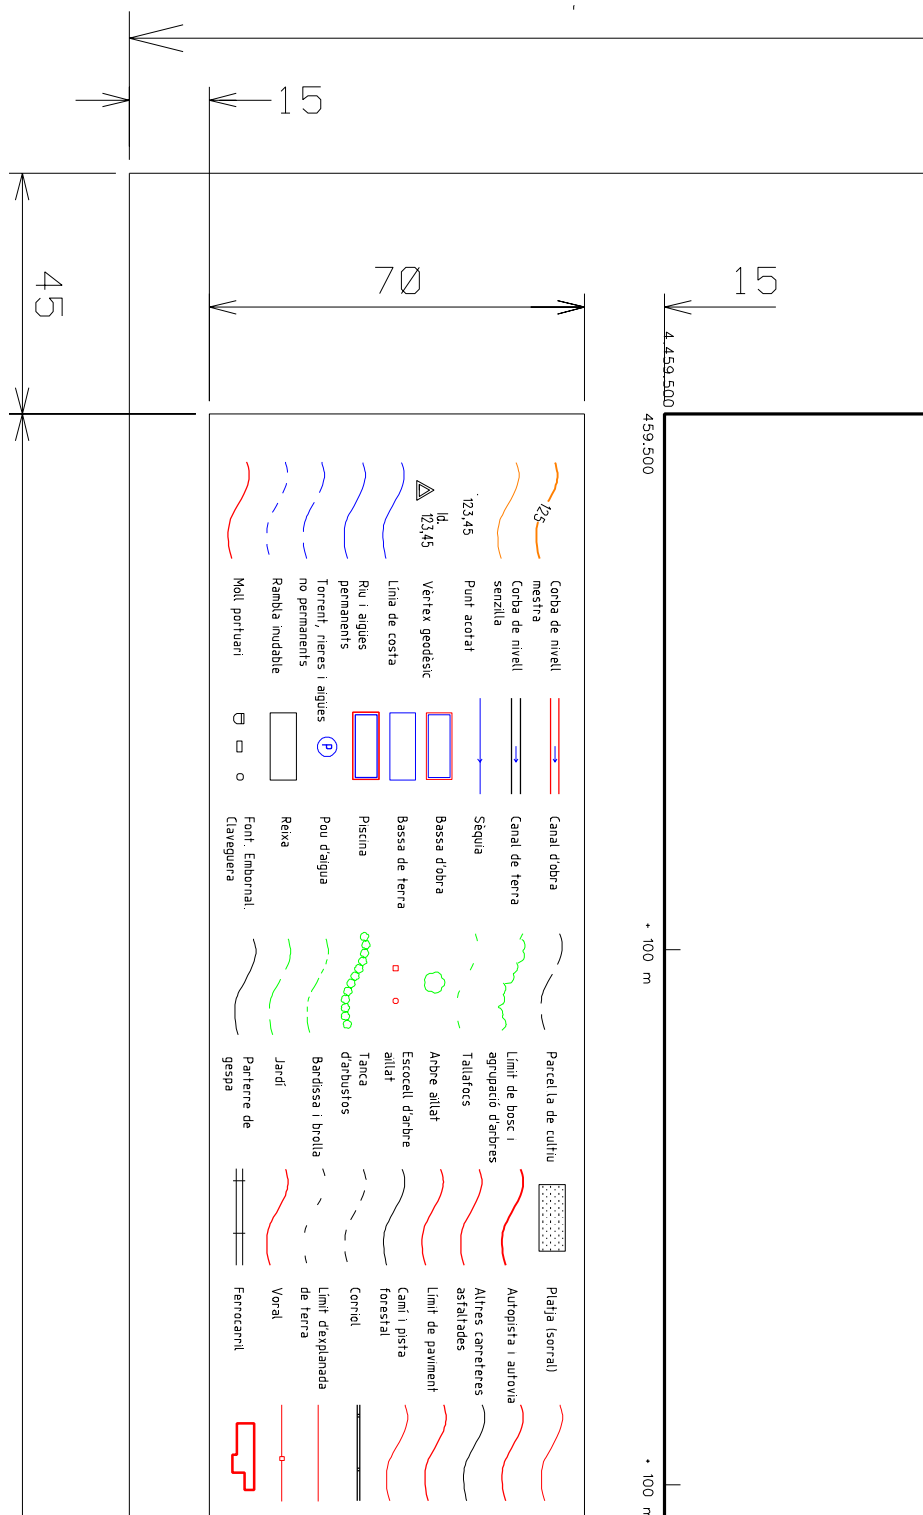 15
45
70
15
4.459.500
459.500
125
123,45
Id.
123,45
Corba de nivell
mestra
Corba de nivell
senzilla
Punt acotat
Vèrtex geodèsic
Línia de costa
Riu i aigües
permanents
Torrent, rieres i aigües
no permanents
Rambla inudable
Moll portuari
Canal d'obra
Canal de terra
Sèquia
Bassa d'obra
Bassa de terra
Piscina
P
Pou d'aigua
Reixa
Font. Embornal.
Claveguera
Parcel la de cultiu
Límit de bosc i
agrupació d'arbres
Tallafocs
Arbre aïllat
Escocell d'arbre
aïllat
Tanca
d'arbustos
Bardissa i brolla
Jardí
Parterre de
gespa
Platja (sorral)
Autopista i autovia
Altres carreteres
asfaltades
Límit de paviment
Camí i pista
forestal
Corriol
Límit d'explanada
de terra
Voral
Ferrocarril
+ 100 m
+ 100 m